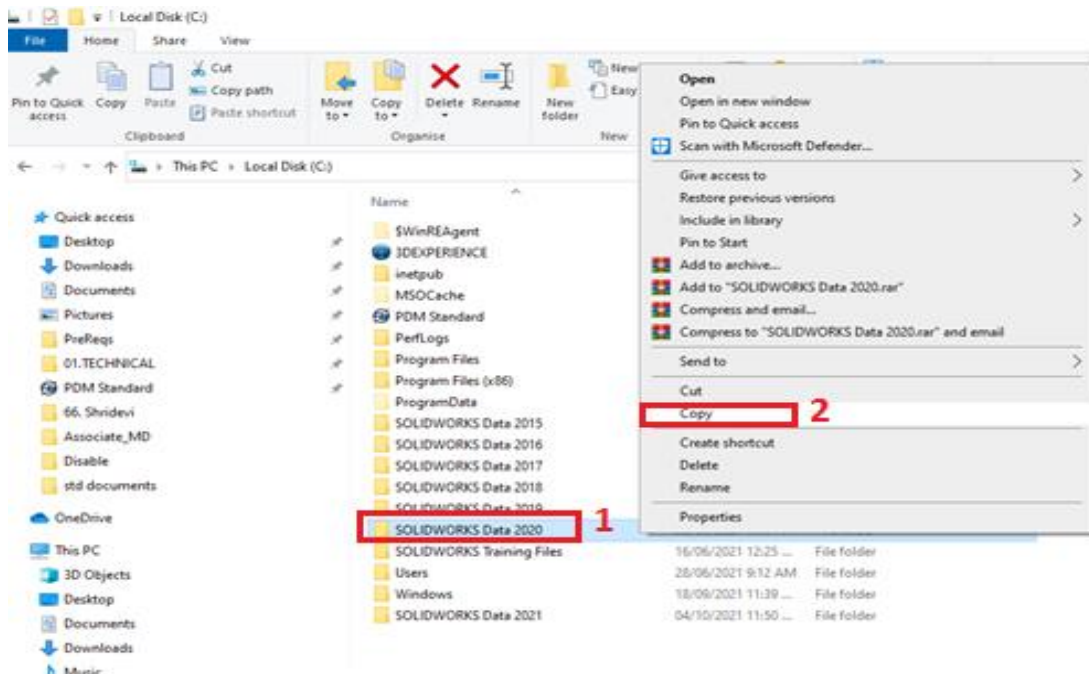 Local Disk (C:)
File Home Share View
Pin to Quick access
Copy
Paste
Cut
Copy path
Paste shortcut
Clipboard
Move to
Copy to
Delete
Rename
Organise
New folder
New
Easy
New
This PC › Local Disk (C:)
Quick access
Desktop
Downloads
Documents
Pictures
PreReqs
01.TECHNICAL
PDM Standard
66. Shridevi
Associate_MD
Disable
std documents
OneDrive
This PC
3D Objects
Desktop
Documents
Downloads
Music
Name
$WinREAgent
3DEXPERIENCE
inetpub
MSOCache
PDM Standard
PerfLogs
Program Files
Program Files (x86)
ProgramData
SOLIDWORKS Data 2015
SOLIDWORKS Data 2016
SOLIDWORKS Data 2017
SOLIDWORKS Data 2018
SOLIDWORKS Data 2019
SOLIDWORKS Data 2020 1
SOLIDWORKS Training Files 16/06/2021 12:25 ... File folder
Users 28/06/2021 9:12 AM File folder
Windows 18/09/2021 11:39 ... File folder
SOLIDWORKS Data 2021 04/10/2021 11:50 ... File folder
Open
Open in new window
Pin to Quick access
Scan with Microsoft Defender...
Give access to
Restore previous versions
Include in library
Pin to Start
Add to archive...
Add to "SOLIDWORKS Data 2020.rar"
Compress and email...
Compress to "SOLIDWORKS Data 2020.rar" and email
Send to
Cut
Copy 2
Create shortcut
Delete
Rename
Properties